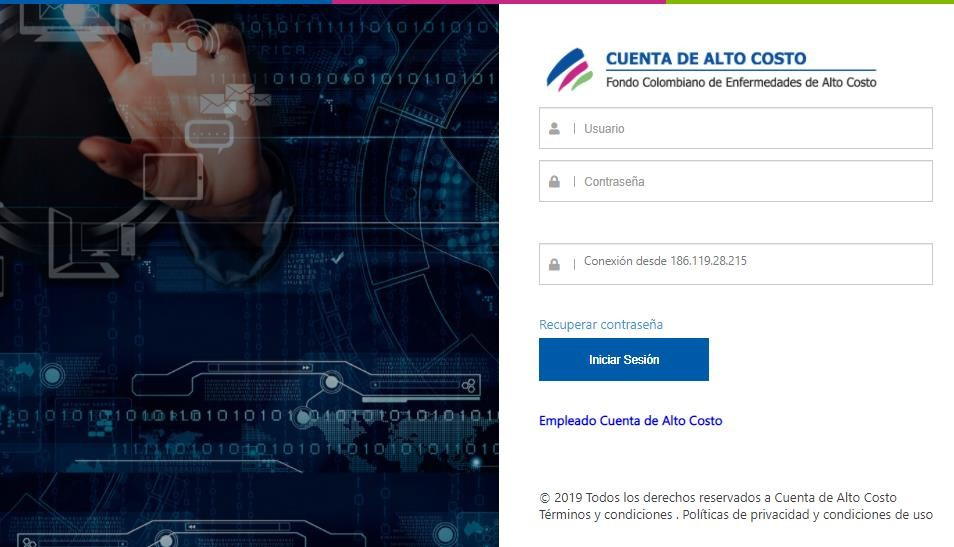 CUENTA DE ALTO COSTO
Fondo Colombiano de Enfermedades de Alto Costo
Usuario
Contraseña
Conexión desde 186.119.28.215
Recuperar contraseña
Iniciar Sesión
Empleado Cuenta de Alto Costo
© 2019 Todos los derechos reservados a Cuenta de Alto Costo
Términos y condiciones . Políticas de privacidad y condiciones de uso